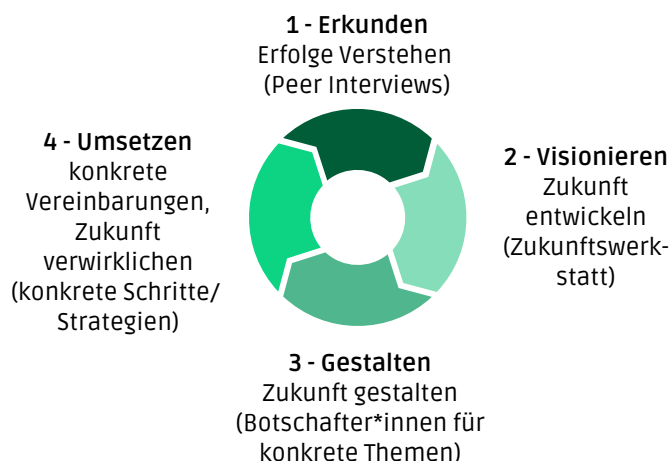 1 - Erkunden
Erfolge Verstehen
(Peer Interviews)
2 - Visionieren
Zukunft
entwickeln
(Zukunftswerk-
statt)
3 - Gestalten
Zukunft gestalten
(Botschafter*innen für
konkrete Themen)
4 - Umsetzen
konkrete
Vereinbarungen,
Zukunft
verwirklichen
(konkrete Schritte/
Strategien)